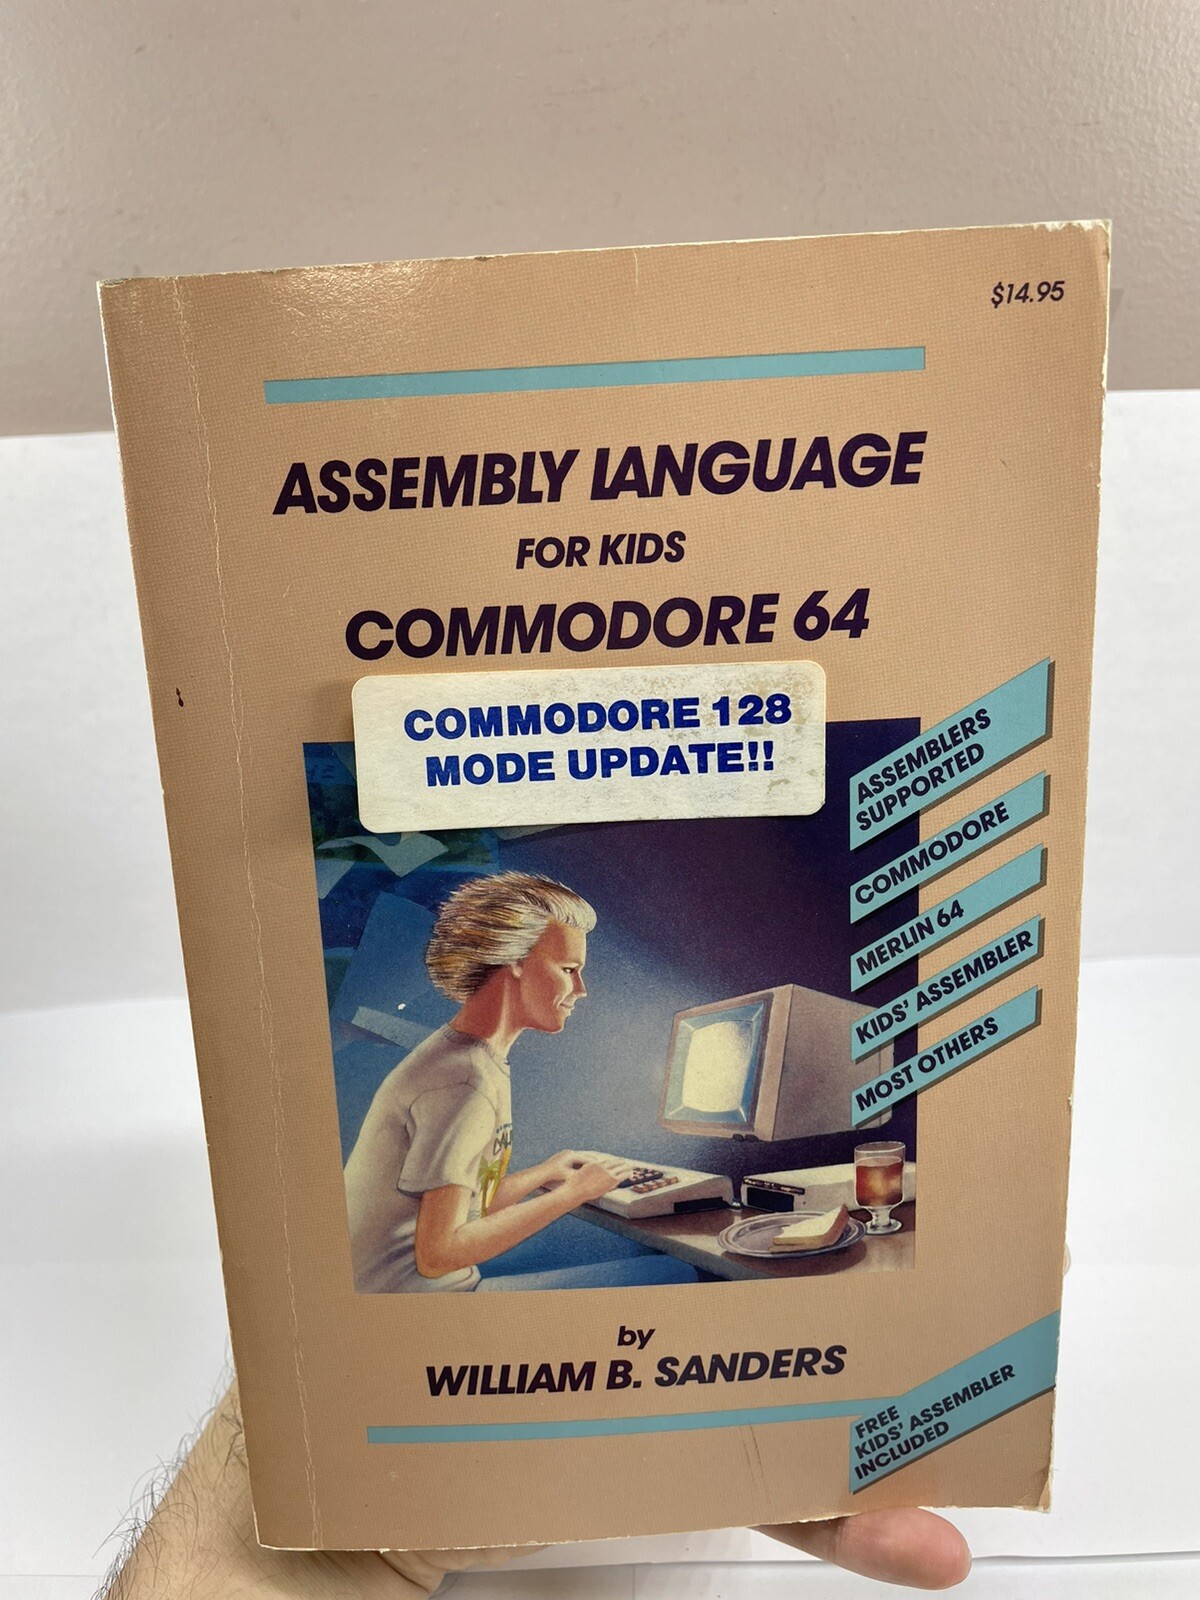 $14.95
ASSEMBLY LANGUAGE
FOR KIDS
COMMODORE 64
COMMODORE 128
MODE UPDATE!!
ASSEMBLERS
SUPPORTED
COMMODORE
MERLIN 64
KIDS' ASSEMBLER
MOST OTHERS
by
WILLIAM B. SANDERS
FREE
KIDS' ASSEMBLER
INCLUDED